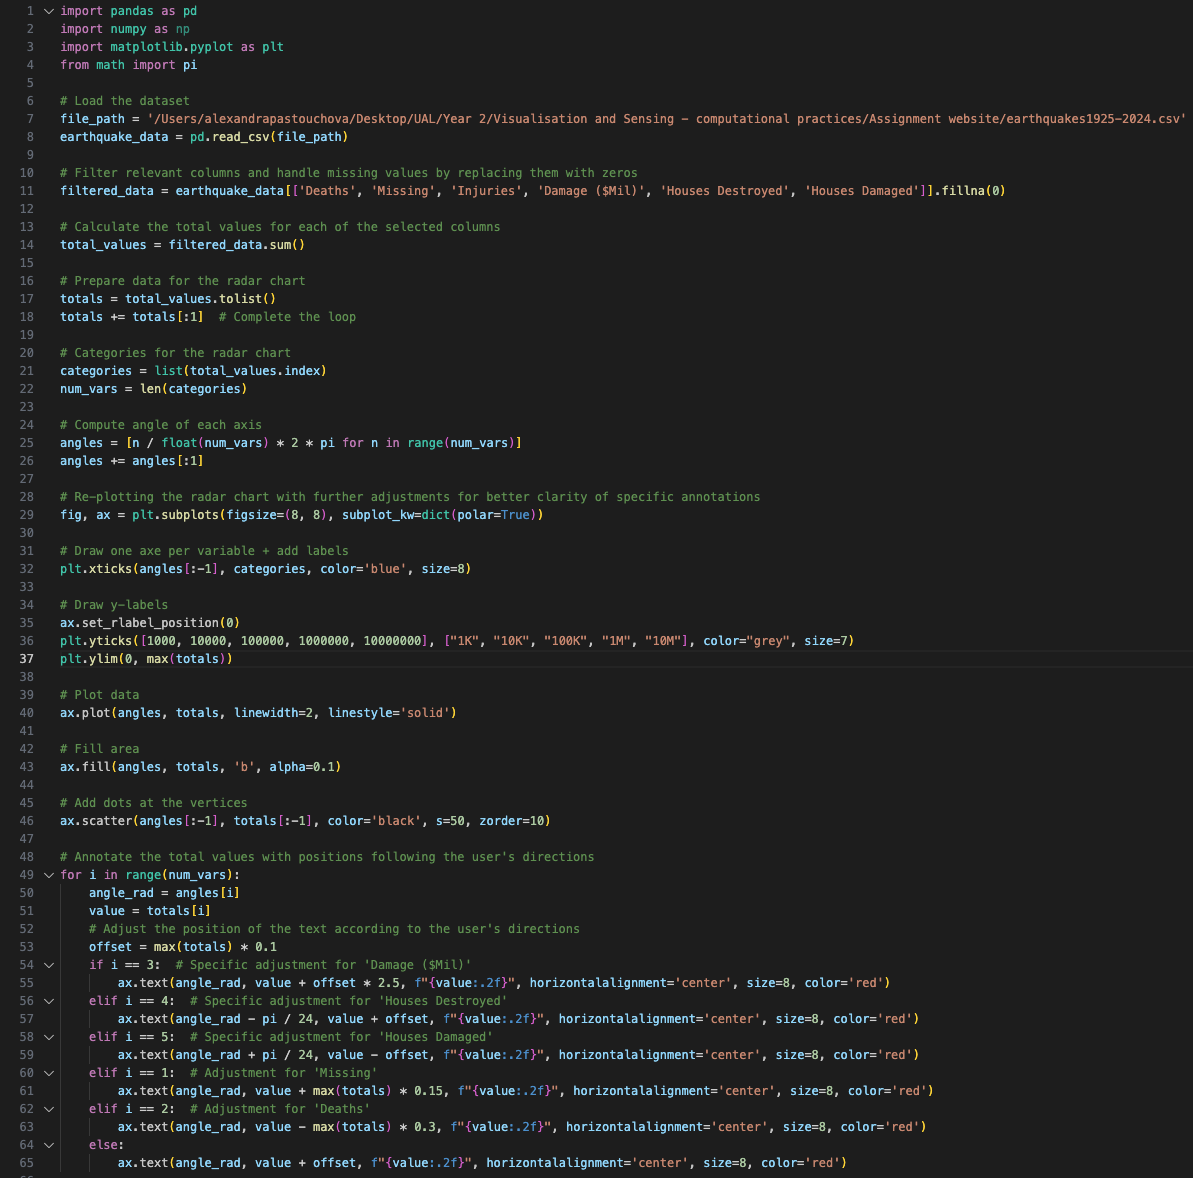 1 import pandas as pd
2 import numpy as np
3 import matplotlib.pyplot as plt
4 from math import pi
5
6 # Load the dataset
7 file_path = '/Users/alexandrapastouchova/Desktop/UAL/Year 2/Visualisation and Sensing - computational practices/Assignment website/earthquakes1925-2024.csv'
8 earthquake_data = pd.read_csv(file_path)
9
10 # Filter relevant columns and handle missing values by replacing them with zeros
11 filtered_data = earthquake_data[['Deaths', 'Missing', 'Injuries', 'Damage ($Mil)', 'Houses Destroyed', 'Houses Damaged']].fillna(0)
12
13 # Calculate the total values for each of the selected columns
14 total_values = filtered_data.sum()
15
16 # Prepare data for the radar chart
17 totals = total_values.tolist()
18 totals += totals[:1]  # Complete the loop
19
20 # Categories for the radar chart
21 categories = list(total_values.index)
22 num_vars = len(categories)
23
24 # Compute angle of each axis
25 angles = [n / float(num_vars) * 2 * pi for n in range(num_vars)]
26 angles += angles[:1]
27
28 # Re-plotting the radar chart with further adjustments for better clarity of specific annotations
29 fig, ax = plt.subplots(figsize=(8, 8), subplot_kw=dict(polar=True))
30
31 # Draw one axe per variable + add labels
32 plt.xticks(angles[:-1], categories, color='blue', size=8)
33
34 # Draw y-labels
35 ax.set_rlabel_position(0)
36 plt.yticks([1000, 10000, 100000, 1000000, 10000000], ["1K", "10K", "100K", "1M", "10M"], color="grey", size=7)
37 plt.ylim(0, max(totals))
38
39 # Plot data
40 ax.plot(angles, totals, linewidth=2, linestyle='solid')
41
42 # Fill area
43 ax.fill(angles, totals, 'b', alpha=0.1)
44
45 # Add dots at the vertices
46 ax.scatter(angles[:-1], totals[:-1], color='black', s=50, zorder=10)
47
48 # Annotate the total values with positions following the user's directions
49 for i in range(num_vars):
50     angle_rad = angles[i]
51     value = totals[i]
52     # Adjust the position of the text according to the user's directions
53     offset = max(totals) * 0.1
54     if i == 3:  # Specific adjustment for 'Damage ($Mil)'
55         ax.text(angle_rad, value + offset * 2.5, f"{value:.2f}", horizontalalignment='center', size=8, color='red')
56     elif i == 4:  # Specific adjustment for 'Houses Destroyed'
57         ax.text(angle_rad - pi / 24, value + offset, f"{value:.2f}", horizontalalignment='center', size=8, color='red')
58     elif i == 5:  # Specific adjustment for 'Houses Damaged'
59         ax.text(angle_rad + pi / 24, value - offset, f"{value:.2f}", horizontalalignment='center', size=8, color='red')
60     elif i == 1:  # Adjustment for 'Missing'
61         ax.text(angle_rad, value + max(totals) * 0.15, f"{value:.2f}", horizontalalignment='center', size=8, color='red')
62     elif i == 2:  # Adjustment for 'Deaths'
63         ax.text(angle_rad, value - max(totals) * 0.3, f"{value:.2f}", horizontalalignment='center', size=8, color='red')
64     else:
65         ax.text(angle_rad, value + offset, f"{value:.2f}", horizontalalignment='center', size=8, color='red')